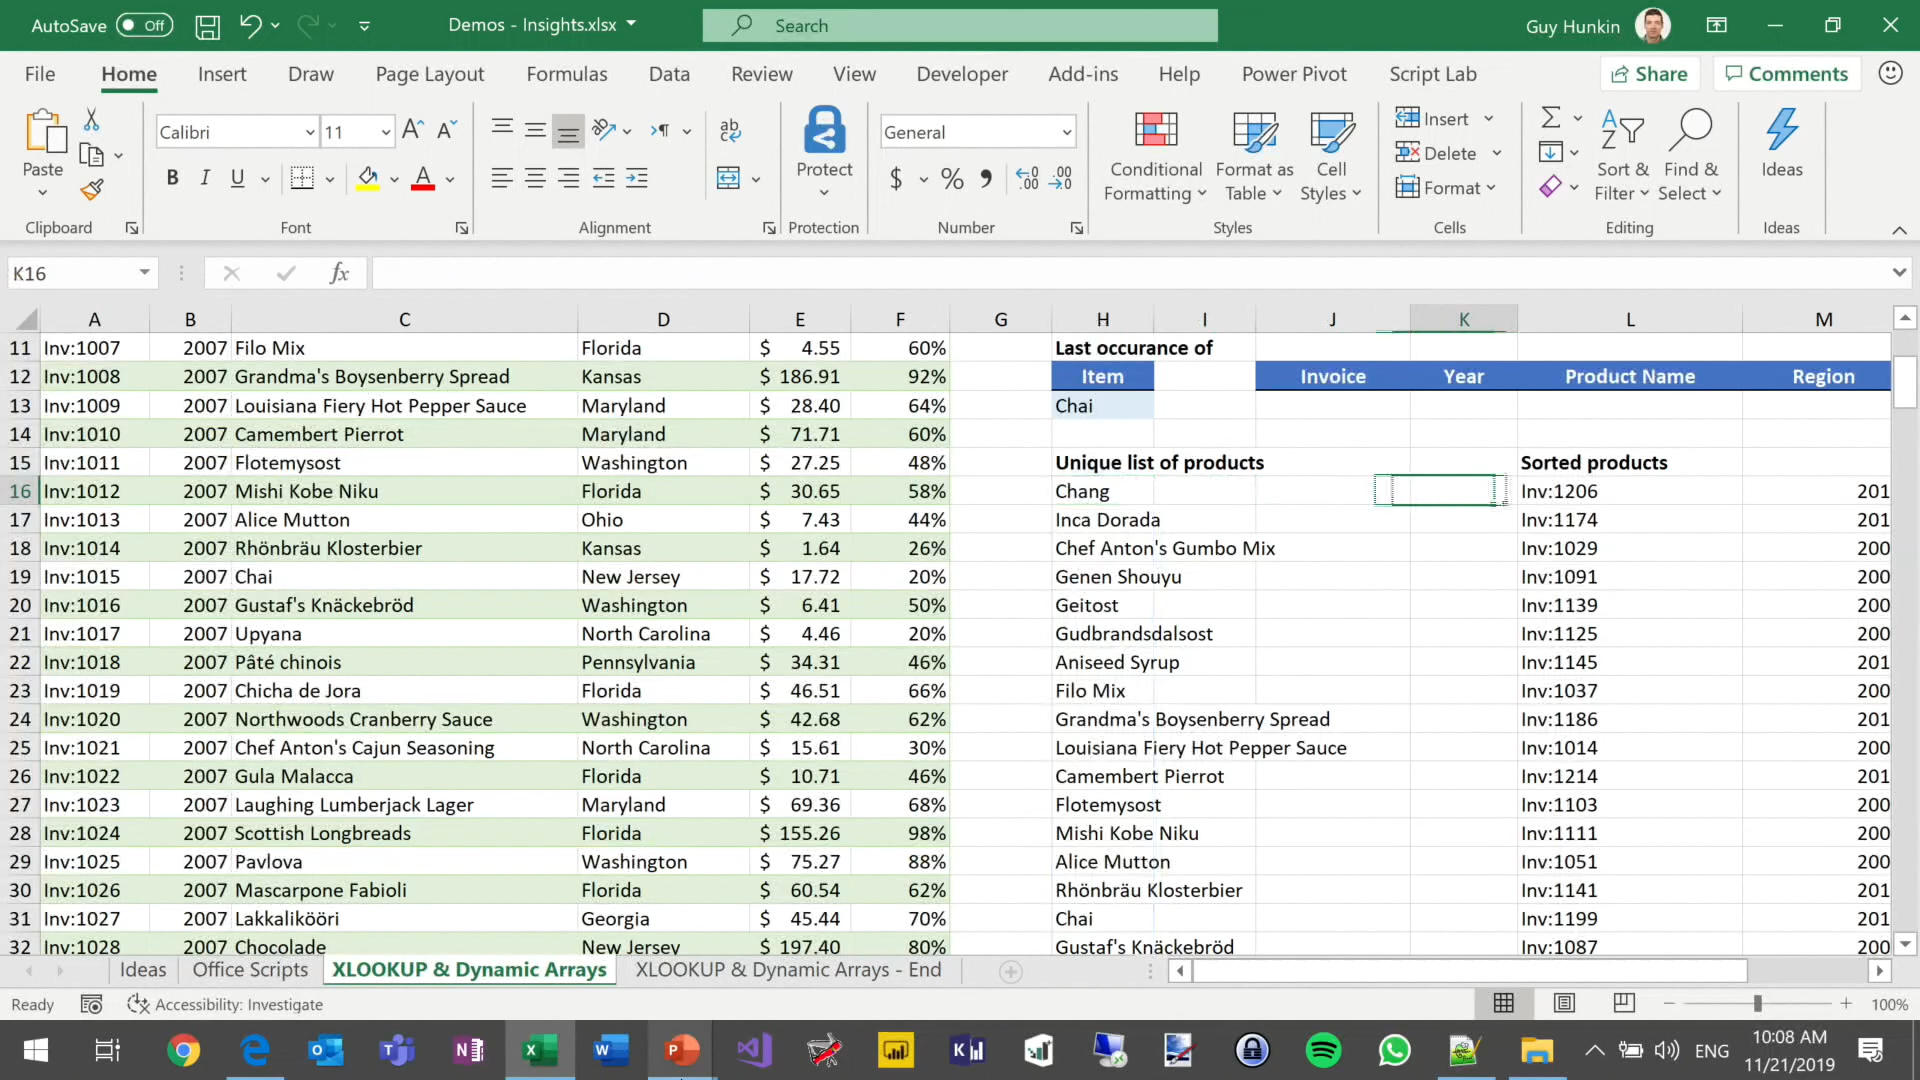 AutoSave Off Demos - Insights.xlsx Search Guy Hunkin
File Home Insert Draw Page Layout Formulas Data Review View Developer Add-ins Help Power Pivot Script Lab Share Comments
Calibri 11 General Insert
Paste Protect Conditional Format as Cell Delete Sort & Find & Ideas
Formatting Table Styles Format Filter Select
Clipboard Font Alignment Protection Number Styles Cells Editing Ideas
K16 fx
A B C D E F G H I J K L M
11 Inv:1007 2007 Filo Mix Florida $ 4.55 60% Last occurance of
12 Inv:1008 2007 Grandma's Boysenberry Spread Kansas $ 186.91 92% Item Invoice Year Product Name Region
13 Inv:1009 2007 Louisiana Fiery Hot Pepper Sauce Maryland $ 28.40 64% Chai
14 Inv:1010 2007 Camembert Pierrot Maryland $ 71.71 60%
15 Inv:1011 2007 Flotemysost Washington $ 27.25 48% Unique list of products Sorted products
16 Inv:1012 2007 Mishi Kobe Niku Florida $ 30.65 58% Chang Inv:1206 201
17 Inv:1013 2007 Alice Mutton Ohio $ 7.43 44% Inca Dorada Inv:1174 201
18 Inv:1014 2007 Rhönbräu Klosterbier Kansas $ 1.64 26% Chef Anton's Gumbo Mix Inv:1029 200
19 Inv:1015 2007 Chai New Jersey $ 17.72 20% Genen Shouyu Inv:1091 200
20 Inv:1016 2007 Gustaf's Knäckebröd Washington $ 6.41 50% Geitost Inv:1139 200
21 Inv:1017 2007 Upyana North Carolina $ 4.46 20% Gudbrandsdalsost Inv:1125 200
22 Inv:1018 2007 Pâté chinois Pennsylvania $ 34.31 46% Aniseed Syrup Inv:1145 201
23 Inv:1019 2007 Chicha de Jora Florida $ 46.51 66% Filo Mix Inv:1037 200
24 Inv:1020 2007 Northwoods Cranberry Sauce Washington $ 42.68 62% Grandma's Boysenberry Spread Inv:1186 201
25 Inv:1021 2007 Chef Anton's Cajun Seasoning North Carolina $ 15.61 30% Louisiana Fiery Hot Pepper Sauce Inv:1014 200
26 Inv:1022 2007 Gula Malacca Florida $ 10.71 46% Camembert Pierrot Inv:1214 201
27 Inv:1023 2007 Laughing Lumberjack Lager Maryland $ 69.36 68% Flotemysost Inv:1103 200
28 Inv:1024 2007 Scottish Longbreads Florida $ 155.26 98% Mishi Kobe Niku Inv:1111 200
29 Inv:1025 2007 Pavlova Washington $ 75.27 88% Alice Mutton Inv:1051 200
30 Inv:1026 2007 Mascarpone Fabioli Florida $ 60.54 62% Rhönbräu Klosterbier Inv:1141 201
31 Inv:1027 2007 Lakkalikööri Georgia $ 45.44 70% Chai Inv:1199 201
32 Inv:1028 2007 Chocolade New Jersey $ 197.40 80% Gustaf's Knäckebröd Inv:1087 200
Ideas Office Scripts XLOOKUP & Dynamic Arrays XLOOKUP & Dynamic Arrays - End
Ready Accessibility: Investigate 100%
ENG 10:08 AM
11/21/2019